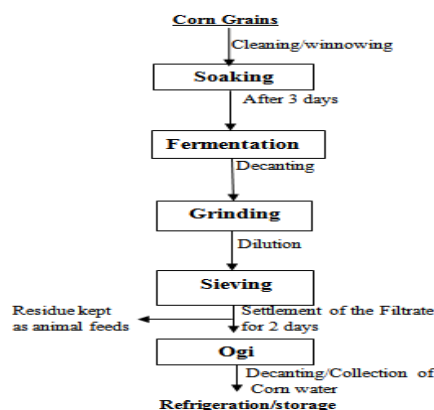 Corn Grains
Cleaning/winnowing
Soaking
After 3 days
Fermentation
Decanting
Grinding
Dilution
Sieving
Residue kept
as animal feeds
Settlement of the Filtrate
for 2 days
Ogi
Decanting/Collection of
Corn water
Refrigeration/storage